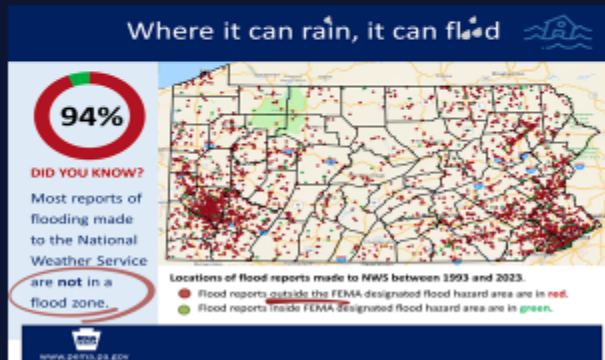 Where it can rain, it can flood
94%
DID YOU KNOW?
Most reports of
flooding made
to the National
Weather Service
are not in a
flood zone.
Locations of flood reports made to NWS between 1993 and 2023.
Flood reports outside the FEMA designated flood hazard area are in red.
Flood reports inside FEMA designated flood hazard area are in green.
www.pema.pa.gov